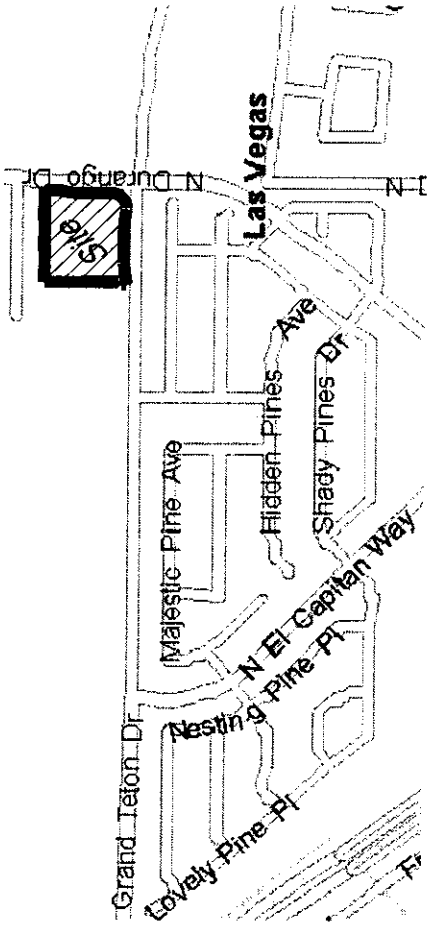 N Durango Dr
Site
Las Vegas
N
Hidden Pines Ave
Shady Pines Dr
Majestic Pine Ave
N El Capitan Way
Nesting Pine Pl
Grand Teton Dr
Lovely Pine Pl